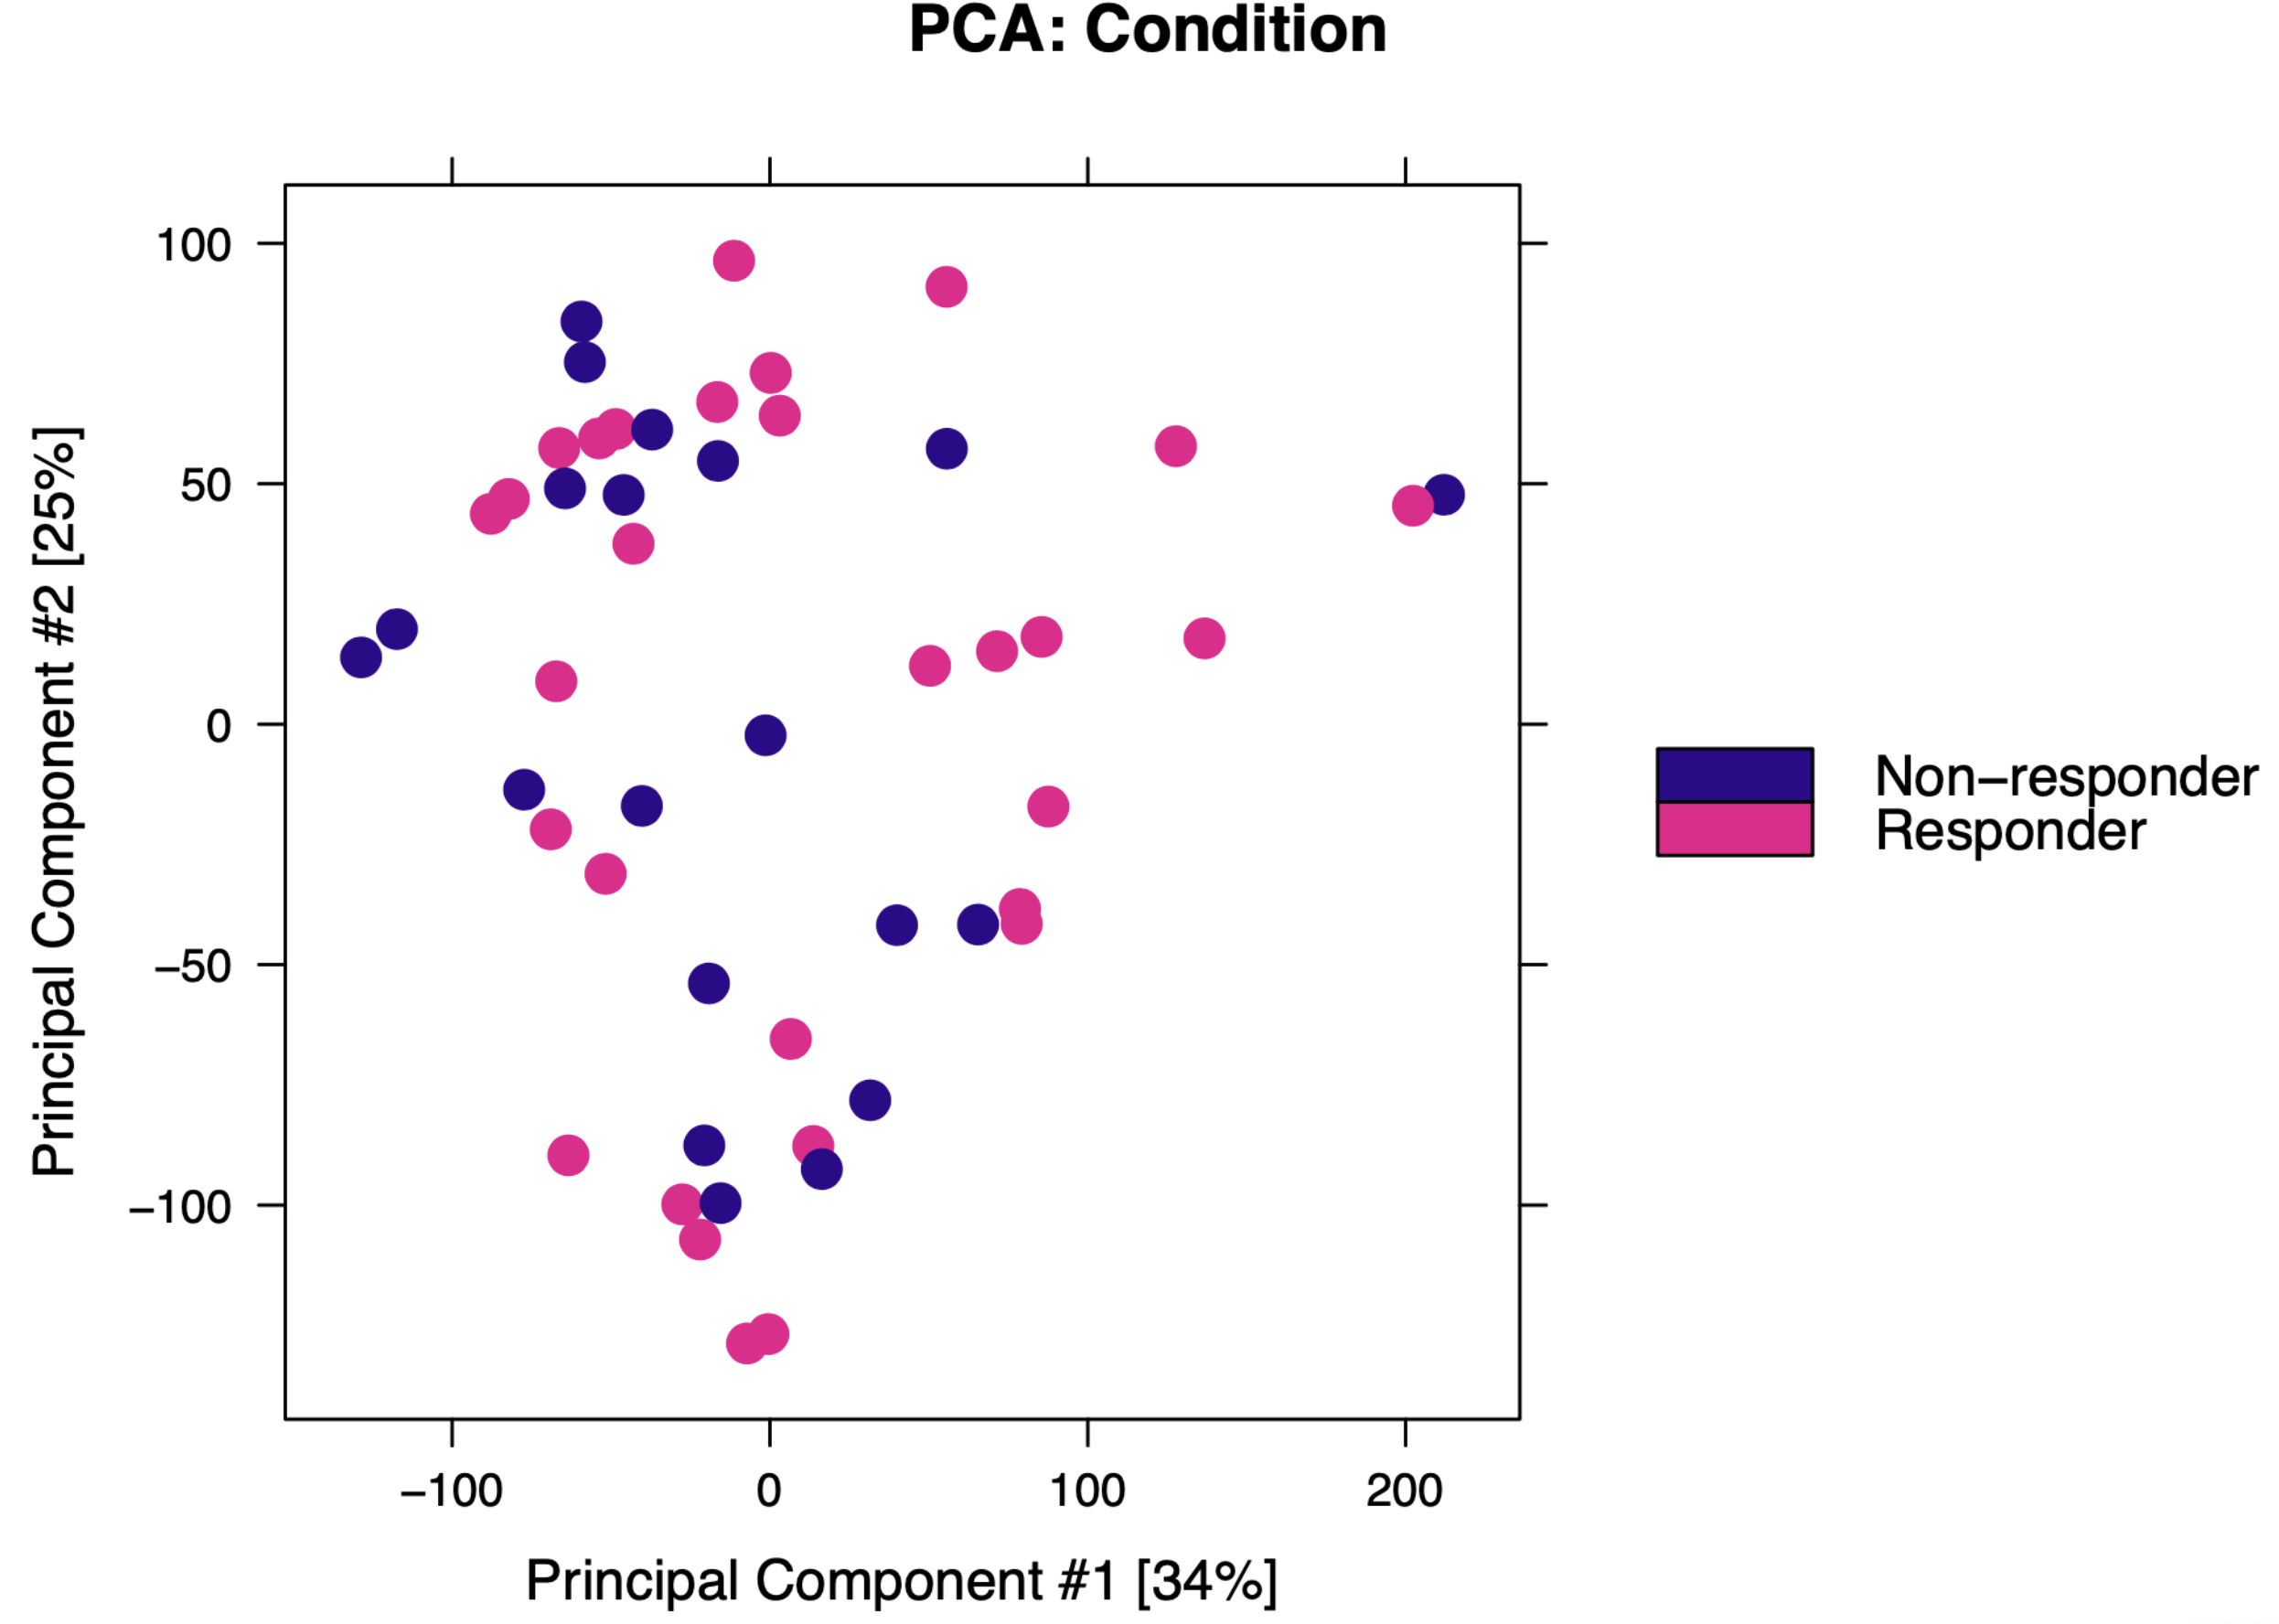 PCA: Condition
100
50
0
−50
−100
Principal Component #2 [25%]
−100
0
100
200
Principal Component #1 [34%]
Non−responder
Responder